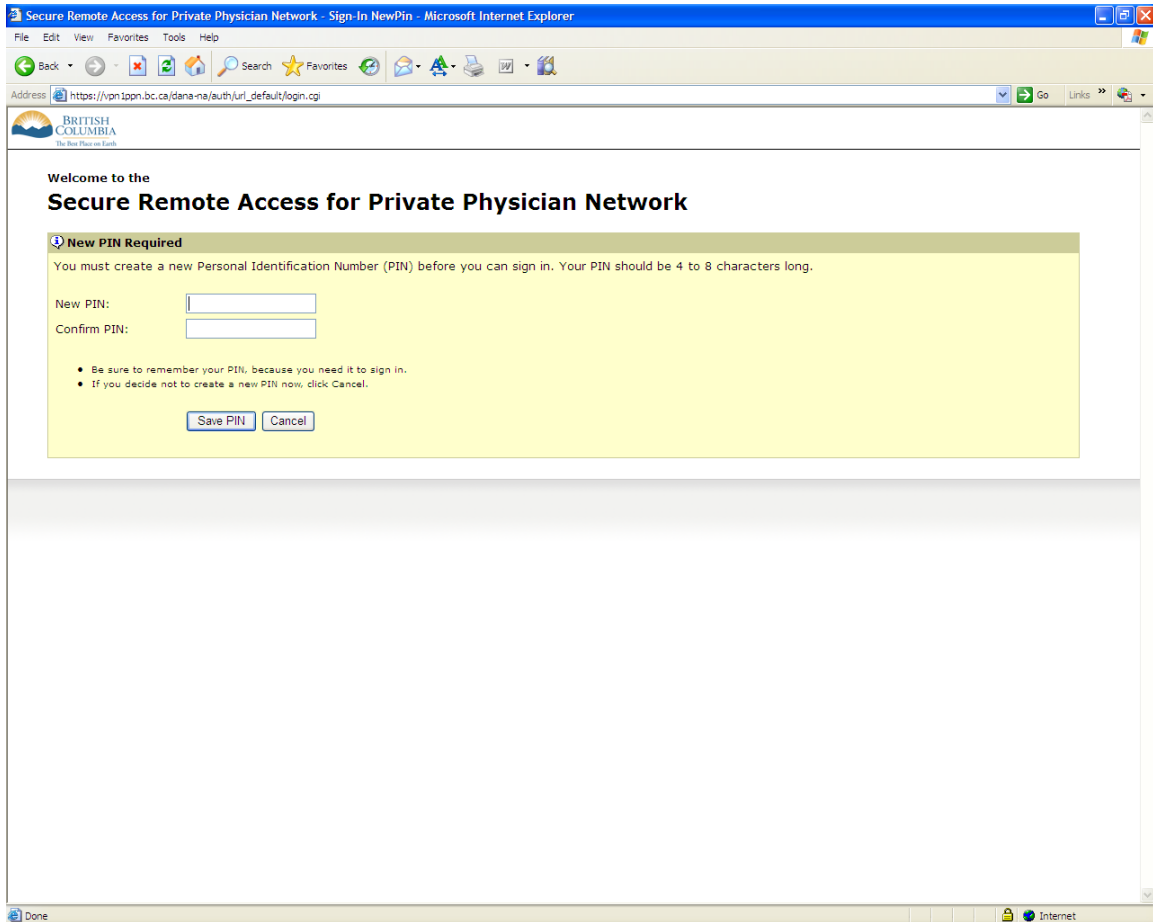 Secure Remote Access for Private Physician Network - Sign-In NewPin - Microsoft Internet Explorer
File Edit View Favorites Tools Help
Back Search Favorites
Address https://vpn1ppn.bc.ca/dana-na/auth/url_default/login.cgi Go Links »
BRITISH
COLUMBIA
The Best Place on Earth
Welcome to the
Secure Remote Access for Private Physician Network
New PIN Required
You must create a new Personal Identification Number (PIN) before you can sign in. Your PIN should be 4 to 8 characters long.
New PIN:
Confirm PIN:
• Be sure to remember your PIN, because you need it to sign in.
• If you decide not to create a new PIN now, click Cancel.
Save PIN Cancel
Done Internet